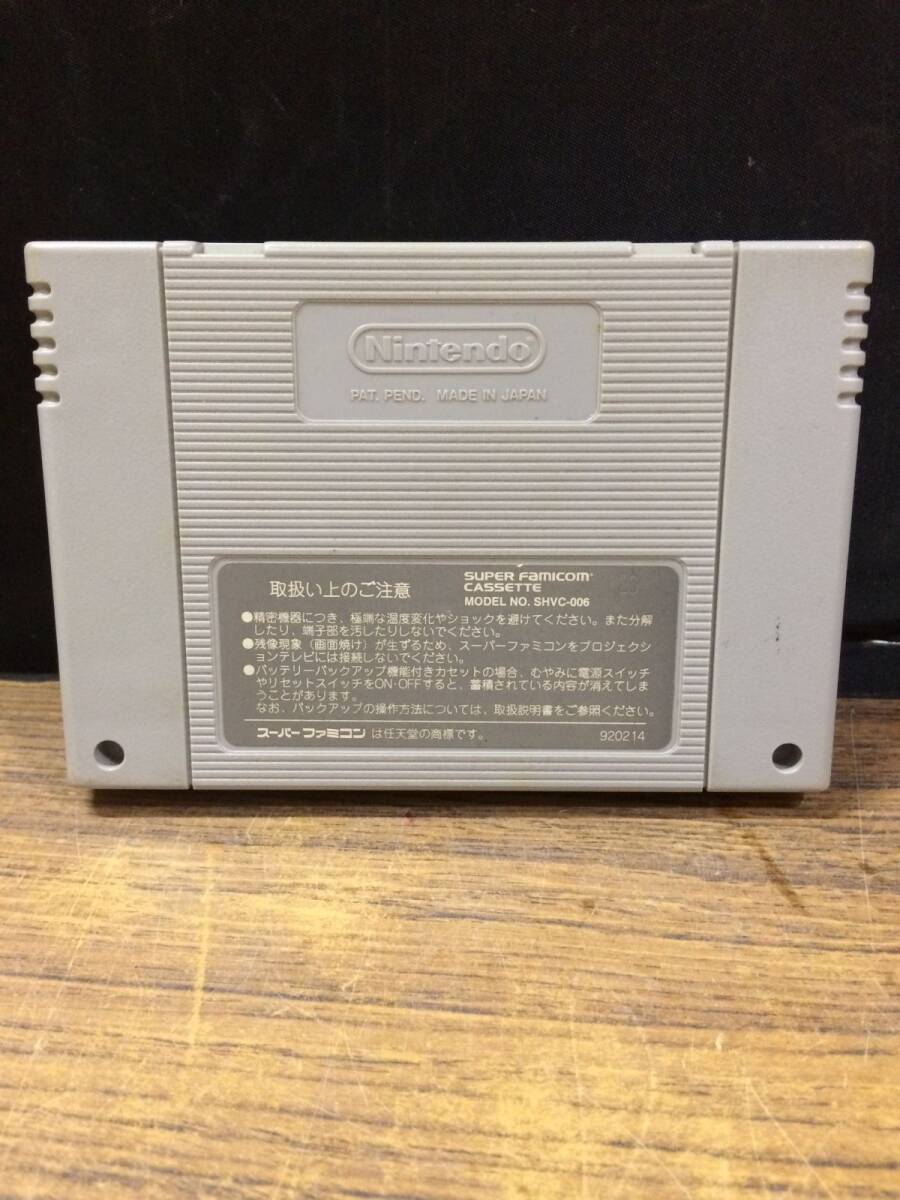 Nintendo
PAT. PEND. MADE IN JAPAN
取扱い上のご注意
SUPER FAMICOM
CASSETTE
MODEL NO. SHVC-006
●精密機器につき、極端な温度変化やショックを避けてください。また分解
したり、端子部を汚したりしないでください。
●残像現象（画面焼け）が生ずるため、スーパーファミコンをプロジェクシ
ョンテレビには接続しないでください。
●バッテリーバックアップ機能付きカセットの場合、むやみに電源スイッチ
やリセットスイッチをON・OFFすると、蓄積されている内容が消えてしま
うことがあります。
なお、バックアップの操作方法については、取扱説明書をご参照ください。
スーパーファミコン は任天堂の商標です。
920214